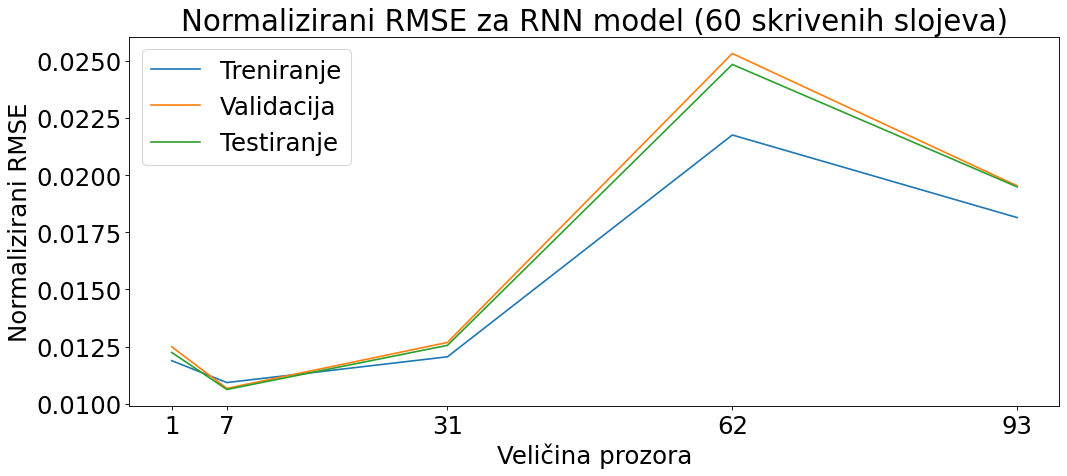 Normalizirani RMSE za RNN model (60 skrivenih slojeva)
Treniranje
Validacija
Testiranje
Normalizirani RMSE
0.0250
0.0225
0.0200
0.0175
0.0150
0.0125
0.0100
1 7 31 62 93
Veličina prozora